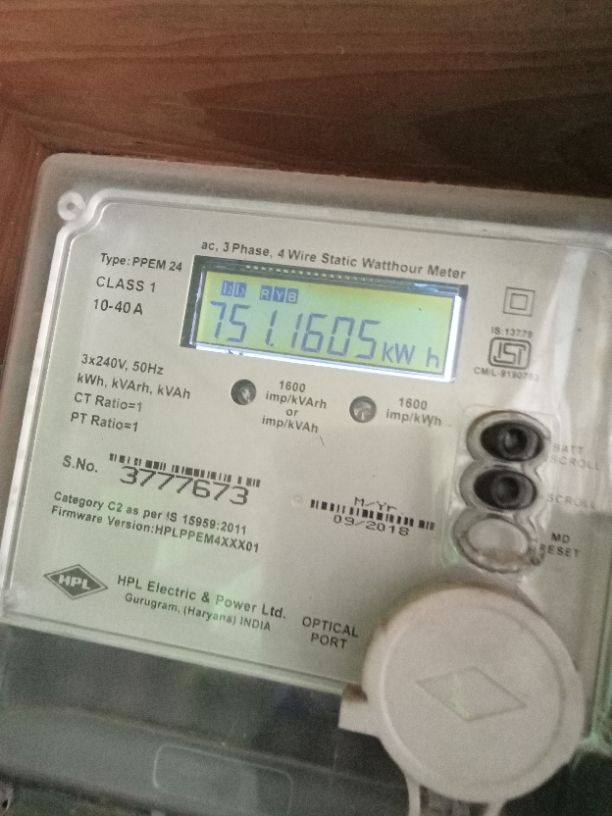 ac, 3 Phase, 4 Wire Static Watthour Meter
Type: PPEM 24
CLASS 1
10-40 A
RYB
751.1605 kWh
IS 13779
3x240V, 50Hz
kWh, kVArh, kVAh
CT Ratio=1
PT Ratio=1
1600
imp/kVArh
or
imp/kVAh
1600
imp/kWh
BATT
SCROLL
SCROLL
MD
RESET
S.No.
3777673
M/Yr
09/2018
Category C2 as per IS 15959:2011
Firmware Version:HPLPPEM4XXX01
HPL
HPL Electric & Power Ltd.
Gurugram, (Haryana) INDIA
OPTICAL
PORT